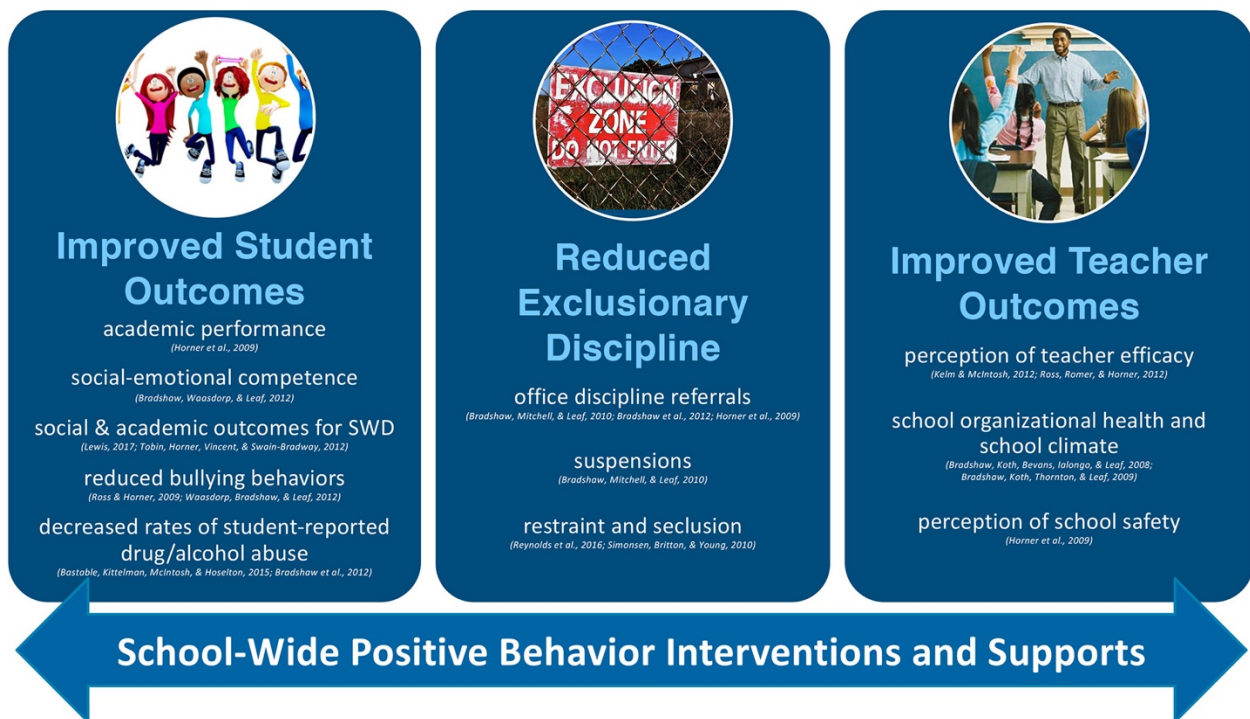 Improved Student
Outcomes
academic performance
(Horner et al., 2009)
social-emotional competence
(Bradshaw, Waasdorp, & Leaf, 2012)
social & academic outcomes for SWD
(Lewis, 2017; Tobin, Horner, Vincent, & Swain-Bradway, 2012)
reduced bullying behaviors
(Ross & Horner, 2009; Waasdorp, Bradshaw, & Leaf, 2012)
decreased rates of student-reported
drug/alcohol abuse
(Bastable, Kittelman, McIntosh, & Hoselton, 2015; Bradshaw et al., 2012)
EXCLUSION
ZONE
DO NOT ENTER
Reduced
Exclusionary
Discipline
office discipline referrals
(Bradshaw, Mitchell, & Leaf, 2010; Bradshaw et al., 2012; Horner et al., 2009)
suspensions
(Bradshaw, Mitchell, & Leaf, 2010)
restraint and seclusion
(Reynolds et al., 2016; Simonsen, Britton, & Young, 2010)
Improved Teacher
Outcomes
perception of teacher efficacy
(Kelm & McIntosh, 2012; Ross, Romer, & Horner, 2012)
school organizational health and
school climate
(Bradshaw, Koth, Bevans, Ialongo, & Leaf, 2008;
Bradshaw, Koth, Thornton, & Leaf, 2009)
perception of school safety
(Horner et al., 2009)
School-Wide Positive Behavior Interventions and Supports